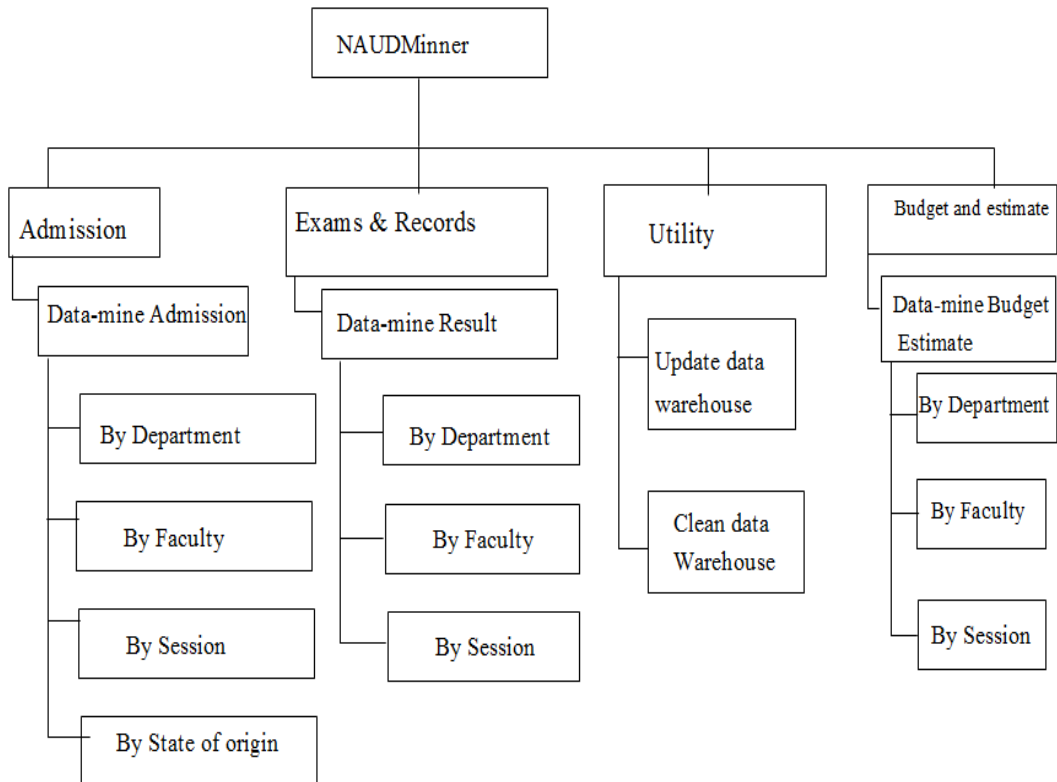 NAUDMinner
Admission
Data-mine Admission
By Department
By Faculty
By Session
By State of origin
Exams & Records
Data-mine Result
By Department
By Faculty
By Session
Utility
Update data
warehouse
Clean data
Warehouse
Budget and estimate
Data-mine Budget
Estimate
By Department
By Faculty
By Session